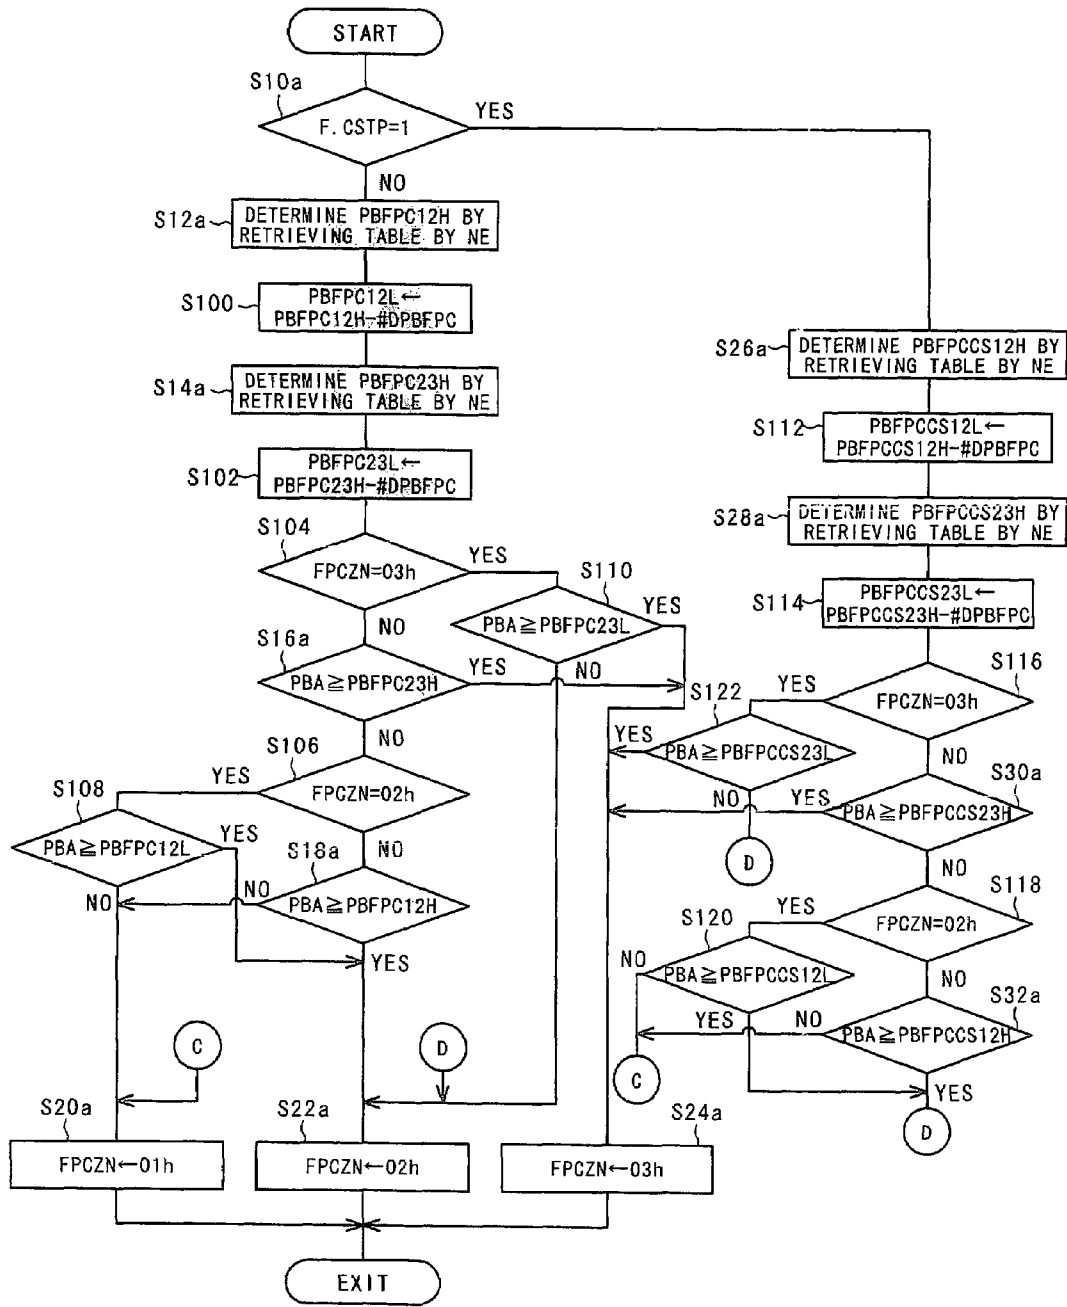 START
S10a
F.CSTP=1
YES
NO
S12a
DETERMINE PBFPC12H BY
RETRIEVING TABLE BY NE
S100
PBFPC12L←
PBFPC12H-#DPBFPC
S14a
DETERMINE PBFPC23H BY
RETRIEVING TABLE BY NE
S102
PBFPC23L←
PBFPC23H-#DPBFPC
S104
FPCZN=03h
YES
NO
S110
PBA≧PBFPC23L
YES
NO
S16a
PBA≧PBFPC23H
YES
NO
S106
FPCZN=02h
YES
NO
S108
PBA≧PBFPC12L
YES
NO
S18a
PBA≧PBFPC12H
NO
YES
C
D
S20a
FPCZN←01h
S22a
FPCZN←02h
S24a
FPCZN←03h
EXIT
S26a
DETERMINE PBFPCCS12H BY
RETRIEVING TABLE BY NE
S112
PBFPCCS12L←
PBFPCCS12H-#DPBFPC
S28a
DETERMINE PBFPCCS23H BY
RETRIEVING TABLE BY NE
S114
PBFPCCS23L←
PBFPCCS23H-#DPBFPC
S116
FPCZN=03h
YES
NO
S122
PBA≧PBFPCCS23L
YES
NO
D
S30a
PBA≧PBFPCCS23H
YES
NO
S118
FPCZN=02h
YES
NO
S120
PBA≧PBFPCCS12L
NO
YES
C
S32a
PBA≧PBFPCCS12H
NO
YES
D